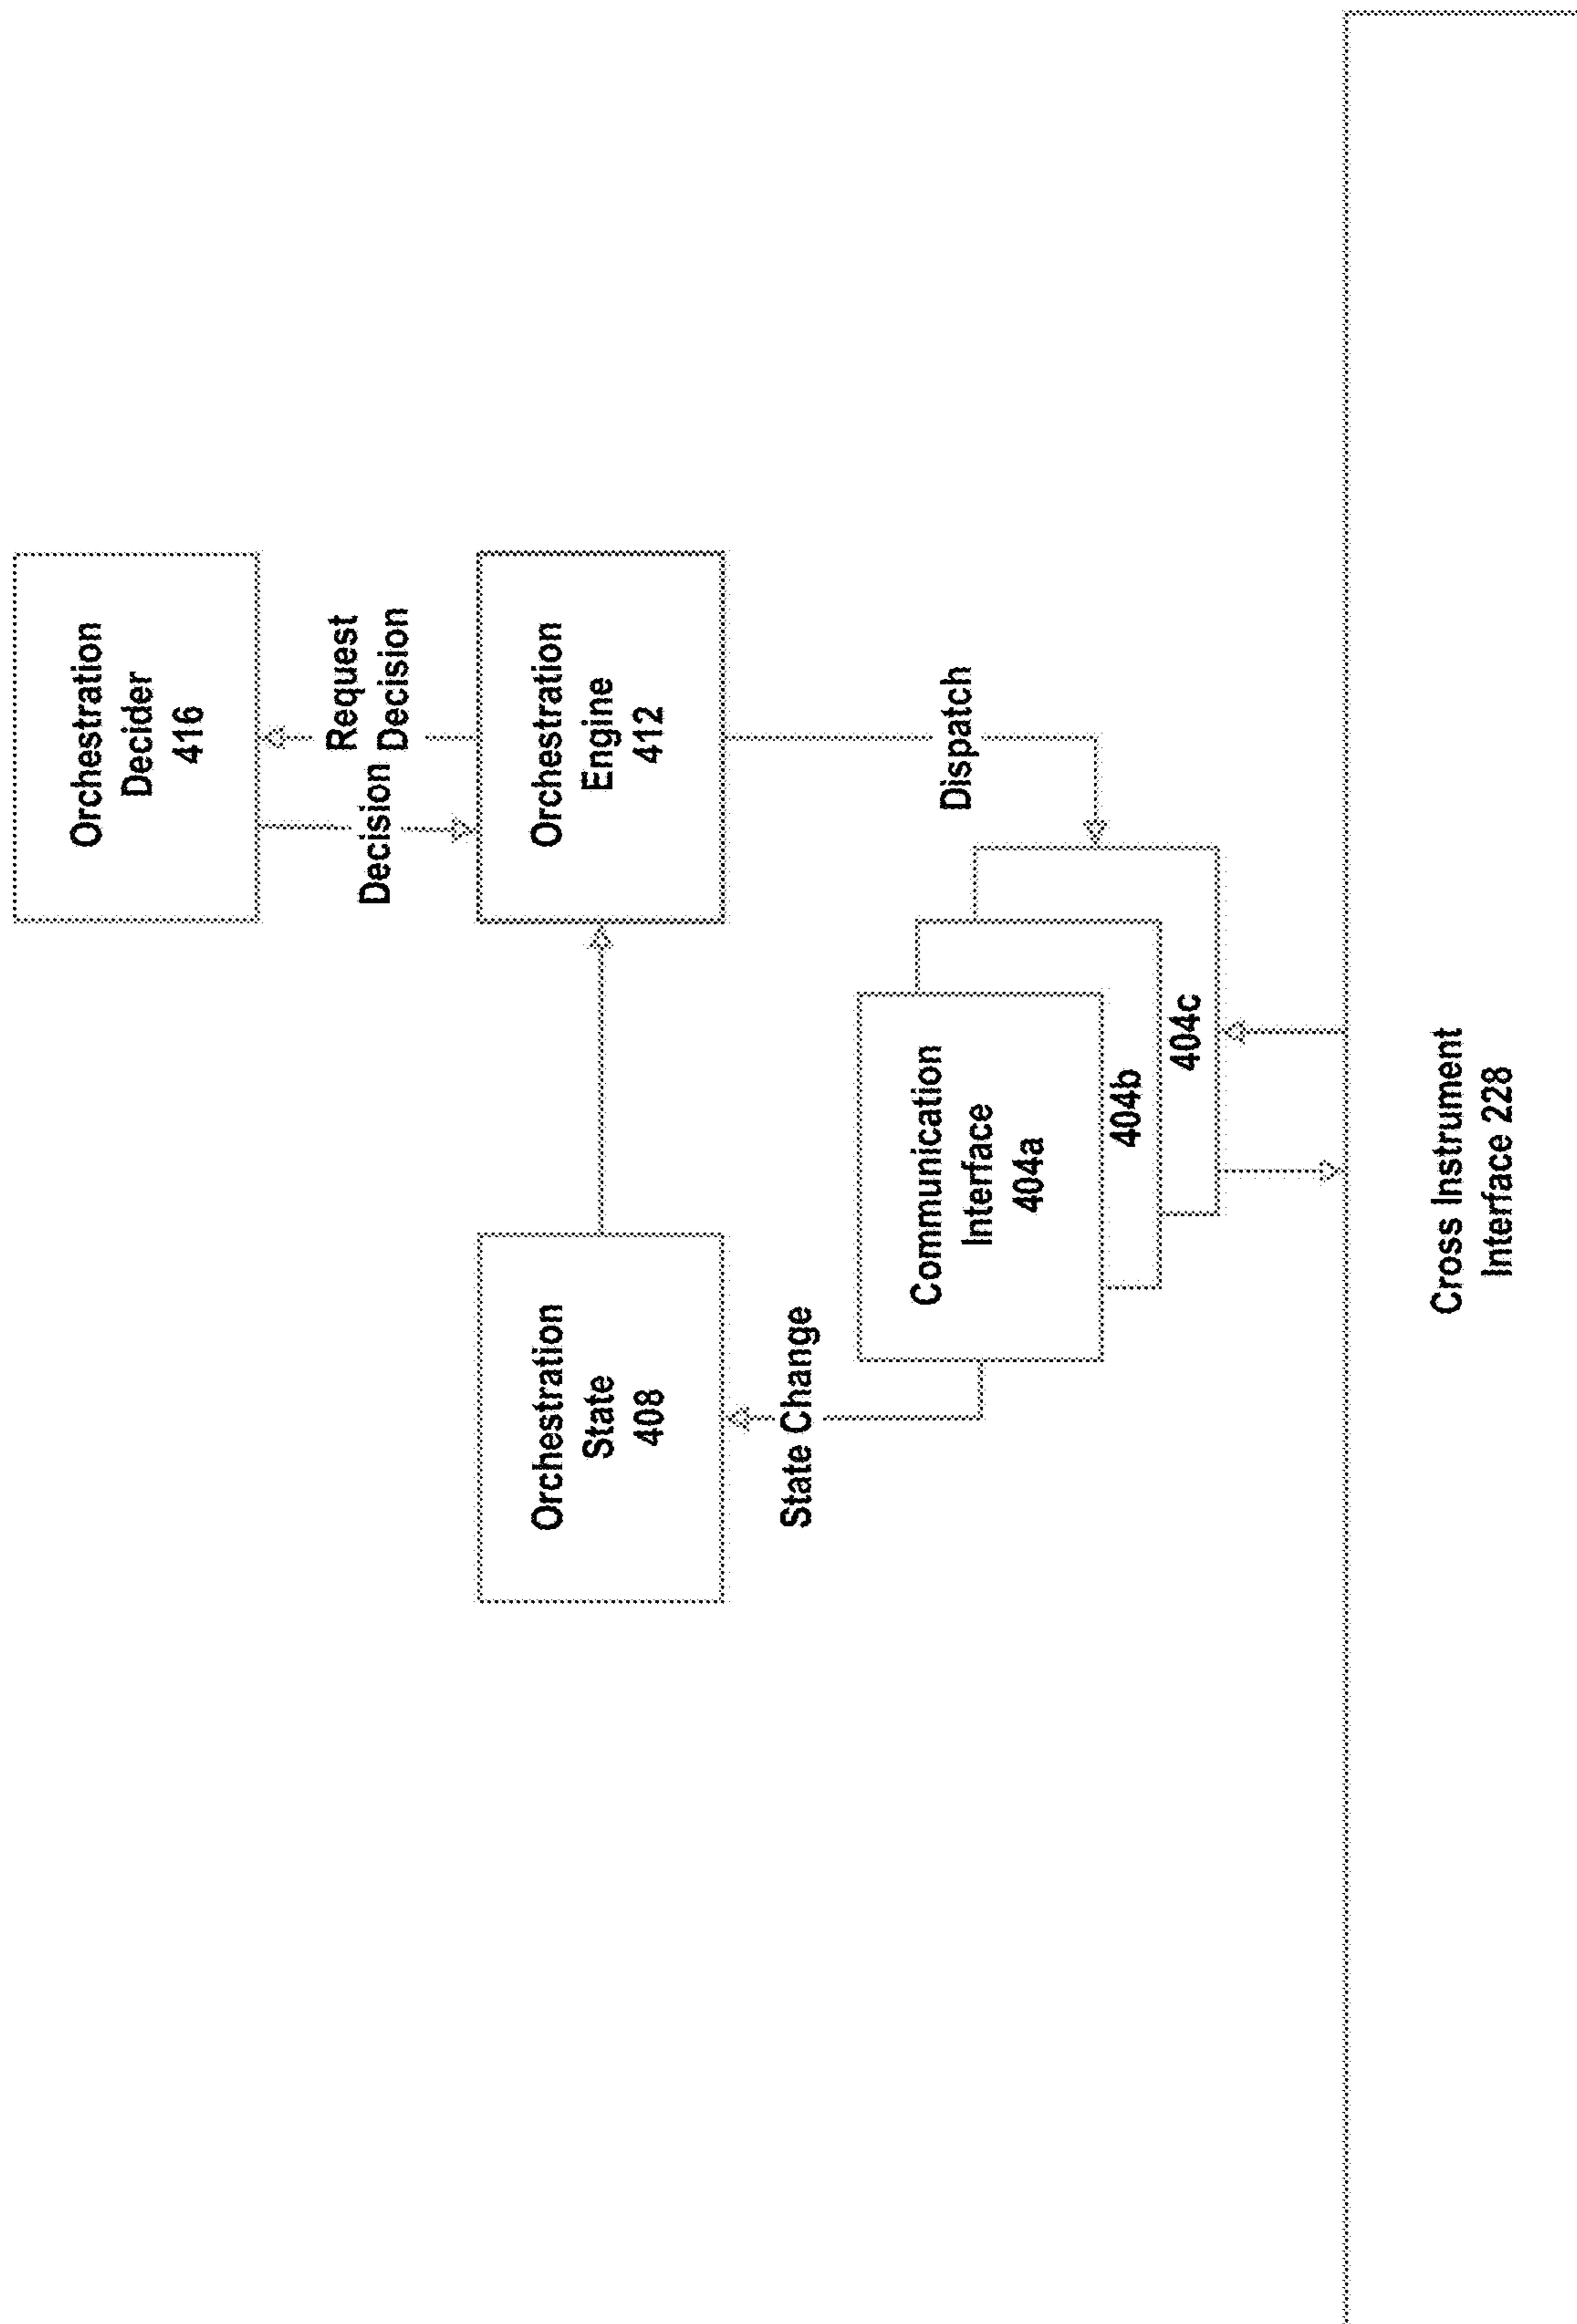 Orchestration
Decider
416
Decision
Request
Decision
Orchestration
State
408
Orchestration
Engine
412
State Change
Dispatch
Communication
Interface
404a
404b
404c
Cross Instrument
Interface 228